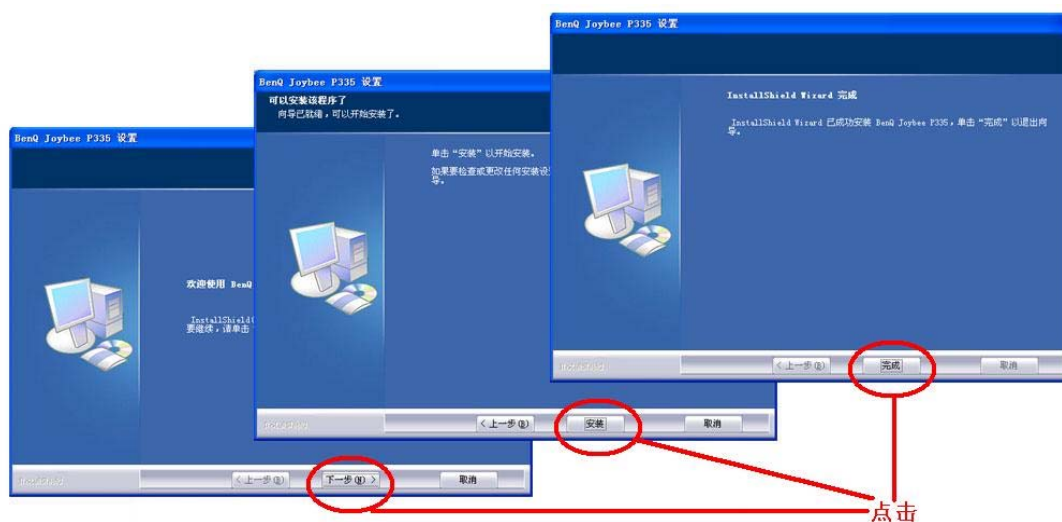 BenQ Joybee P335 设置
欢迎使用 BenQ
InstallShield(
要继续，请单击
< 上一步(B)
下一步(N) >
取消
BenQ Joybee P335 设置
可以安装该程序了
向导已就绪，可以开始安装了。
单击“安装”以开始安装。
如果要检查或更改任何安装设
导。
InstallShield
< 上一步(B)
安装
取消
BenQ Joybee P335 设置
InstallShield Wizard 完成
InstallShield Wizard 已成功安装 BenQ Joybee P335，单击“完成”以退出向
导。
InstallShield
< 上一步(B)
完成
取消
点击